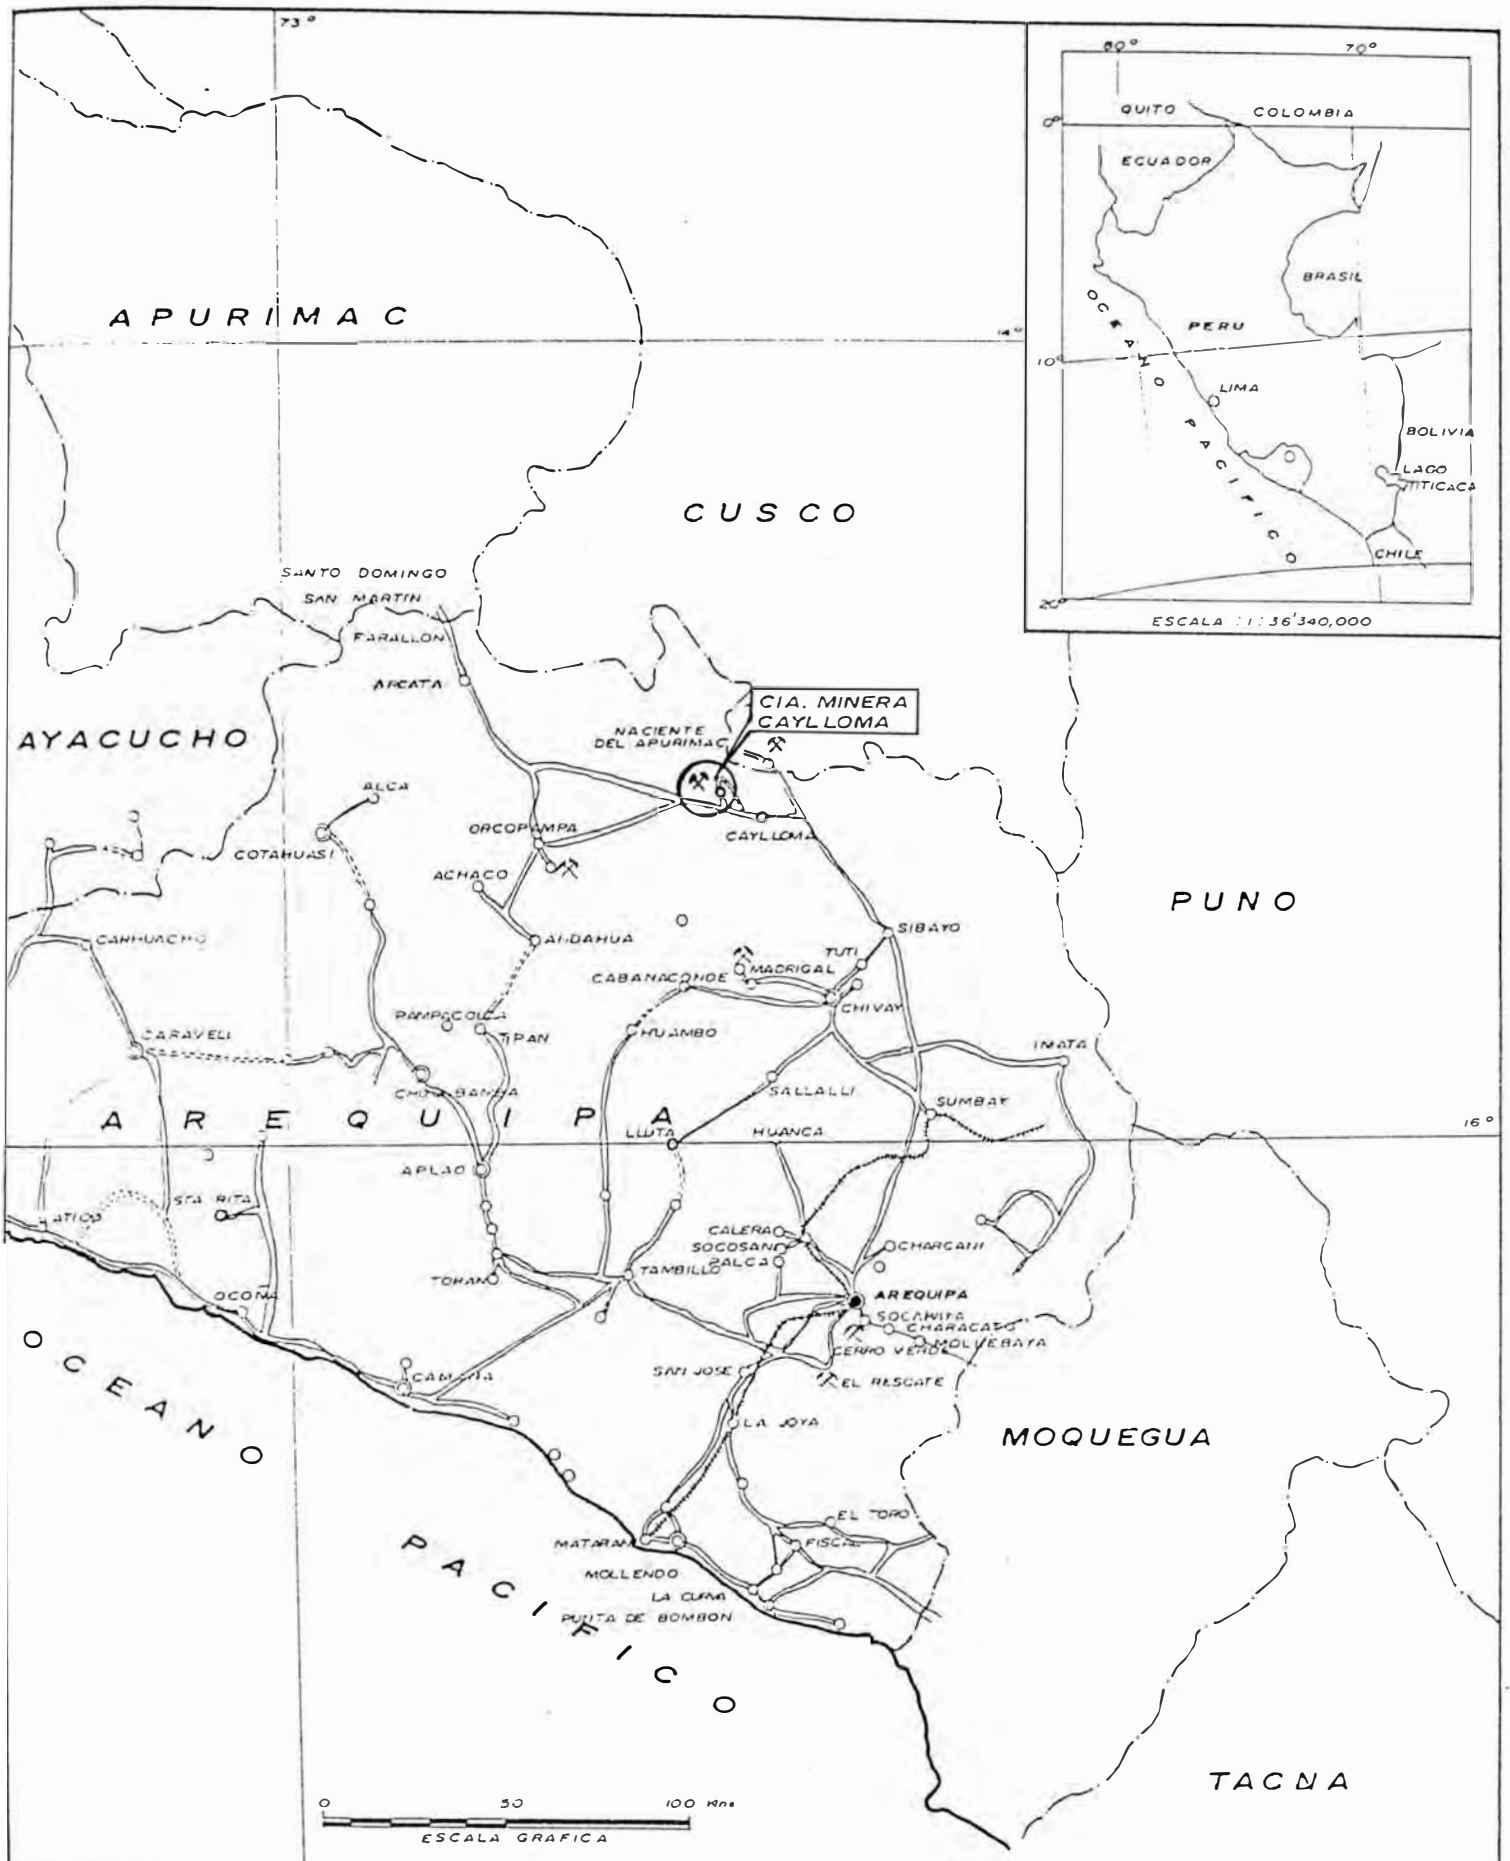 73°
80°
70°
QUITO
COLOMBIA
0°
ECUADOR
BRASIL
OCEANO PACIFICO
PERU
10°
LIMA
BOLIVIA
LAGO
TITICACA
CHILE
20°
ESCALA : 1 : 36'340,000
APURIMAC
14°
CUSCO
SANTO DOMINGO
SAN MARTIN
FARALLON
ARCATA
CIA. MINERA
CAYLLOMA
NACIENTE
DEL APURIMAC
AYACUCHO
ALCA
ORCOPAMPA
CAYLLOMA
COTAHUASI
ACHACO
PUNO
CARHUACHO
ANDAHUA
SIBAYO
TUTI
MADRIGAL
CABANACONDE
CHIVAY
PAMPACOLCA
TIPAN
HUAMBO
CARAVELI
IMATA
SALLALLI
SUMBAY
AREQUIPA
LLUTA
HUANCA
16°
APLAO
STA RITA
ATICO
CALERA
SOCOSANI
PALCA
CHARCANI
TAMBILLO
TORAN
OCOÑA
AREQUIPA
SOCABAYA
CHARACATO
MOLLEBAYA
CERRO VERDE
SAN JOSE
EL RESCATE
CAMANA
LA JOYA
OCEANO
MOQUEGUA
EL TORO
FISCAL
MATARANI
MOLLENDO
LA CURVA
PUNTA DE BOMBON
PACIFICO
TACNA
0 50 100 Kms
ESCALA GRAFICA